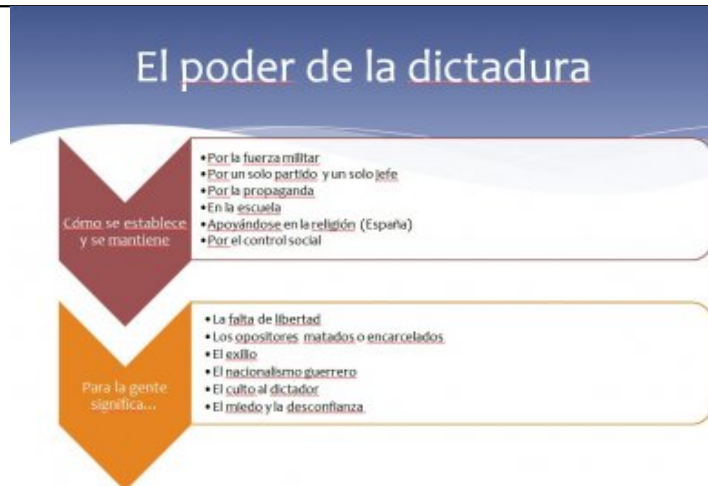 El poder de la dictadura
Cómo se establece
y se mantiene
•Por la fuerza militar
•Por un solo partido y un solo jefe
•Por la propaganda
•En la escuela
•Apoyándose en la religión (España)
•Por el control social
Para la gente
significa...
•La falta de libertad
•Los opositores matados o encarcelados
•El exilio
•El nacionalismo guerrero
•El culto al dictador
•El miedo y la desconfianza